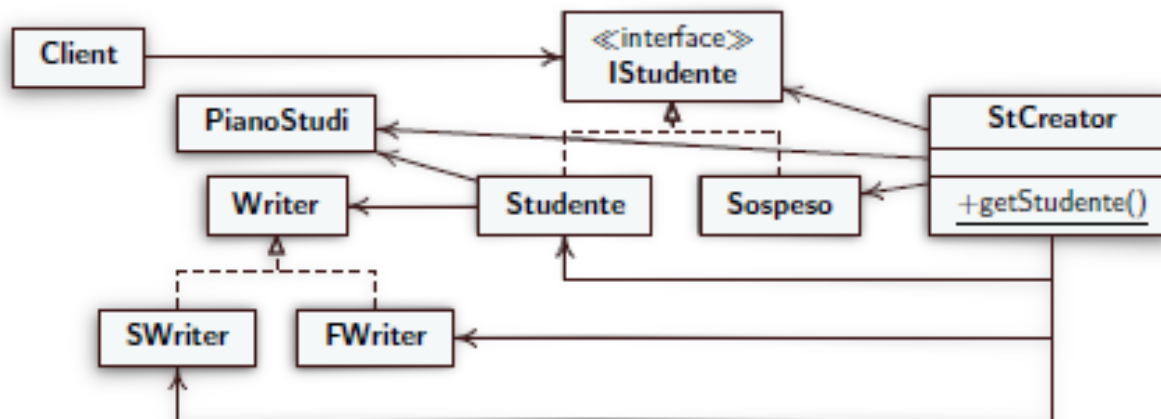 Client
≪interface≫
IStudente
PianoStudi
StCreator
Writer
Studente
Sospeso
+getStudente()
SWriter
FWriter